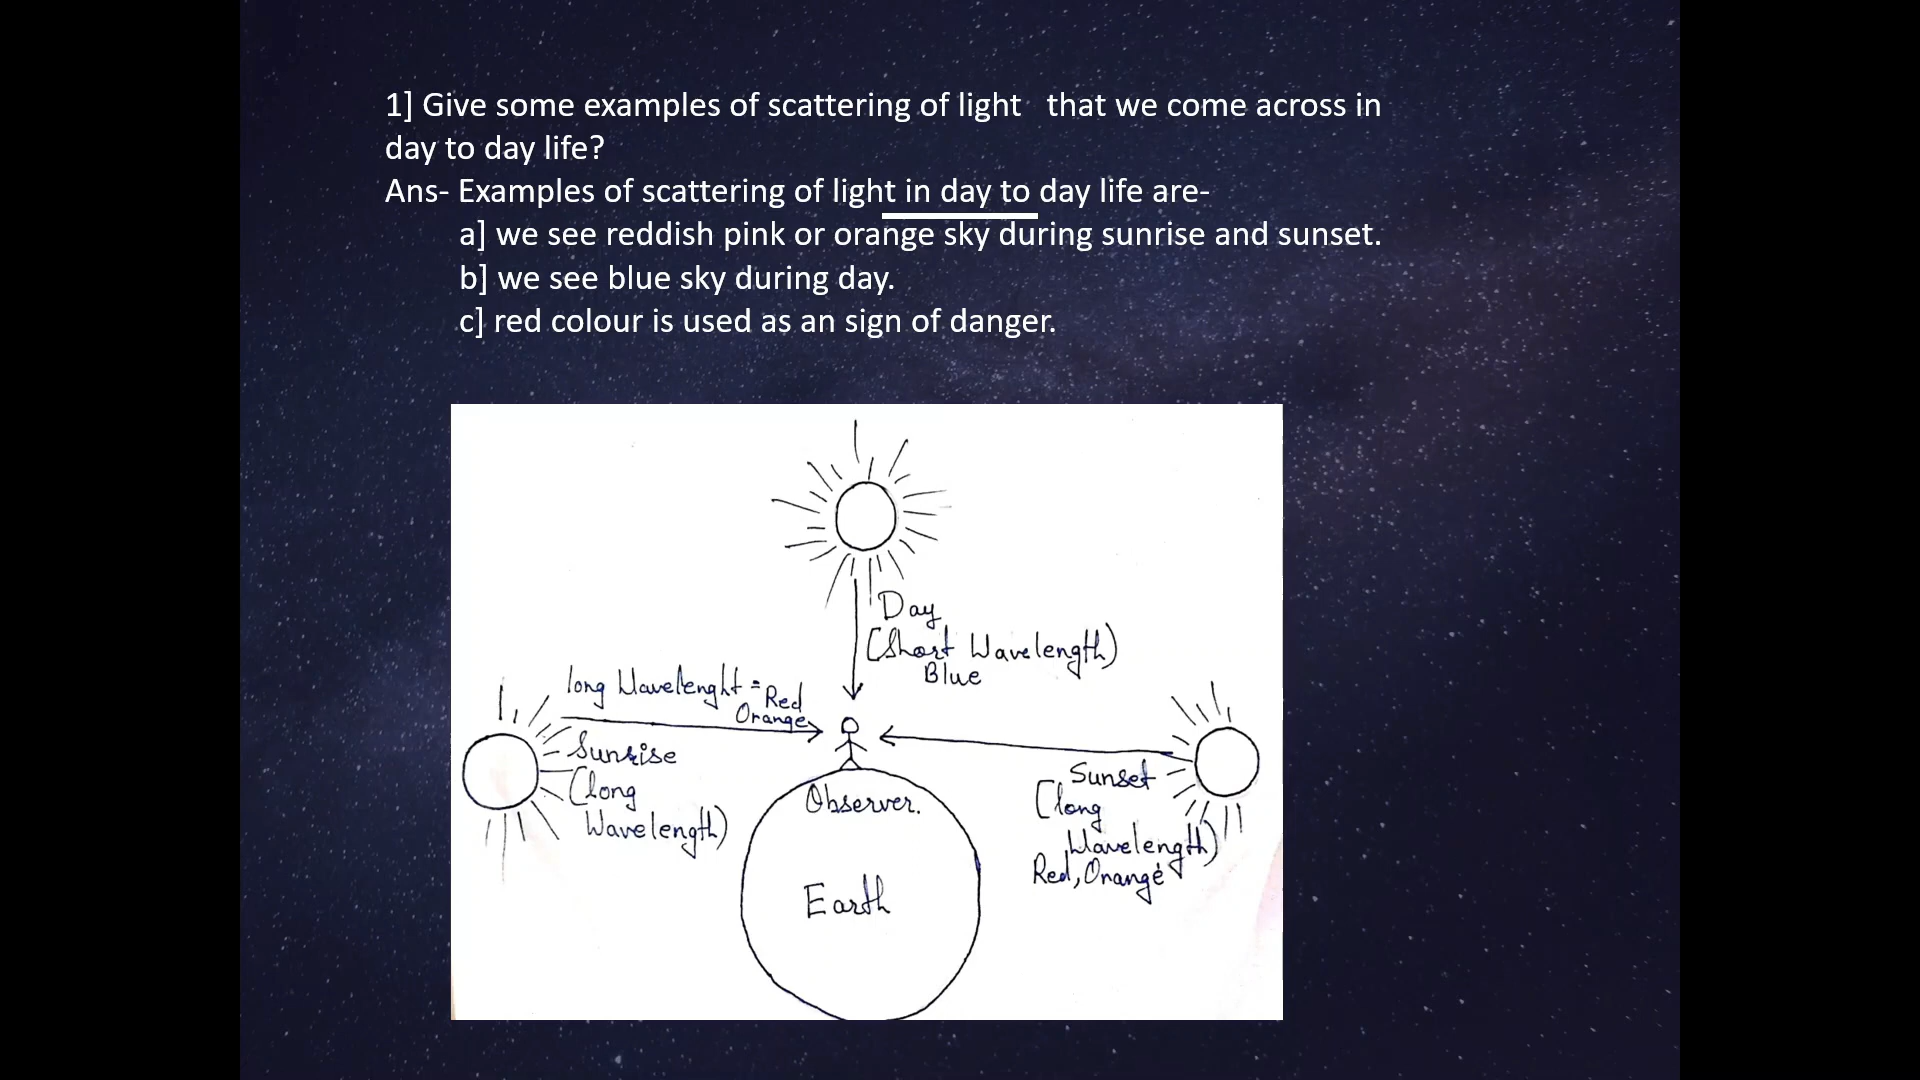 1] Give some examples of scattering of light   that we come across in
day to day life?
Ans- Examples of scattering of light in day to day life are-
a] we see reddish pink or orange sky during sunrise and sunset.
b] we see blue sky during day.
c] red colour is used as an sign of danger.
Day
(Short Wavelength)
Blue
long Wavelenght = Red
Orange
Sunrise
(long
Wavelength)
Sunset
(long
Wavelength)
Red, Orange
Observer.
Earth